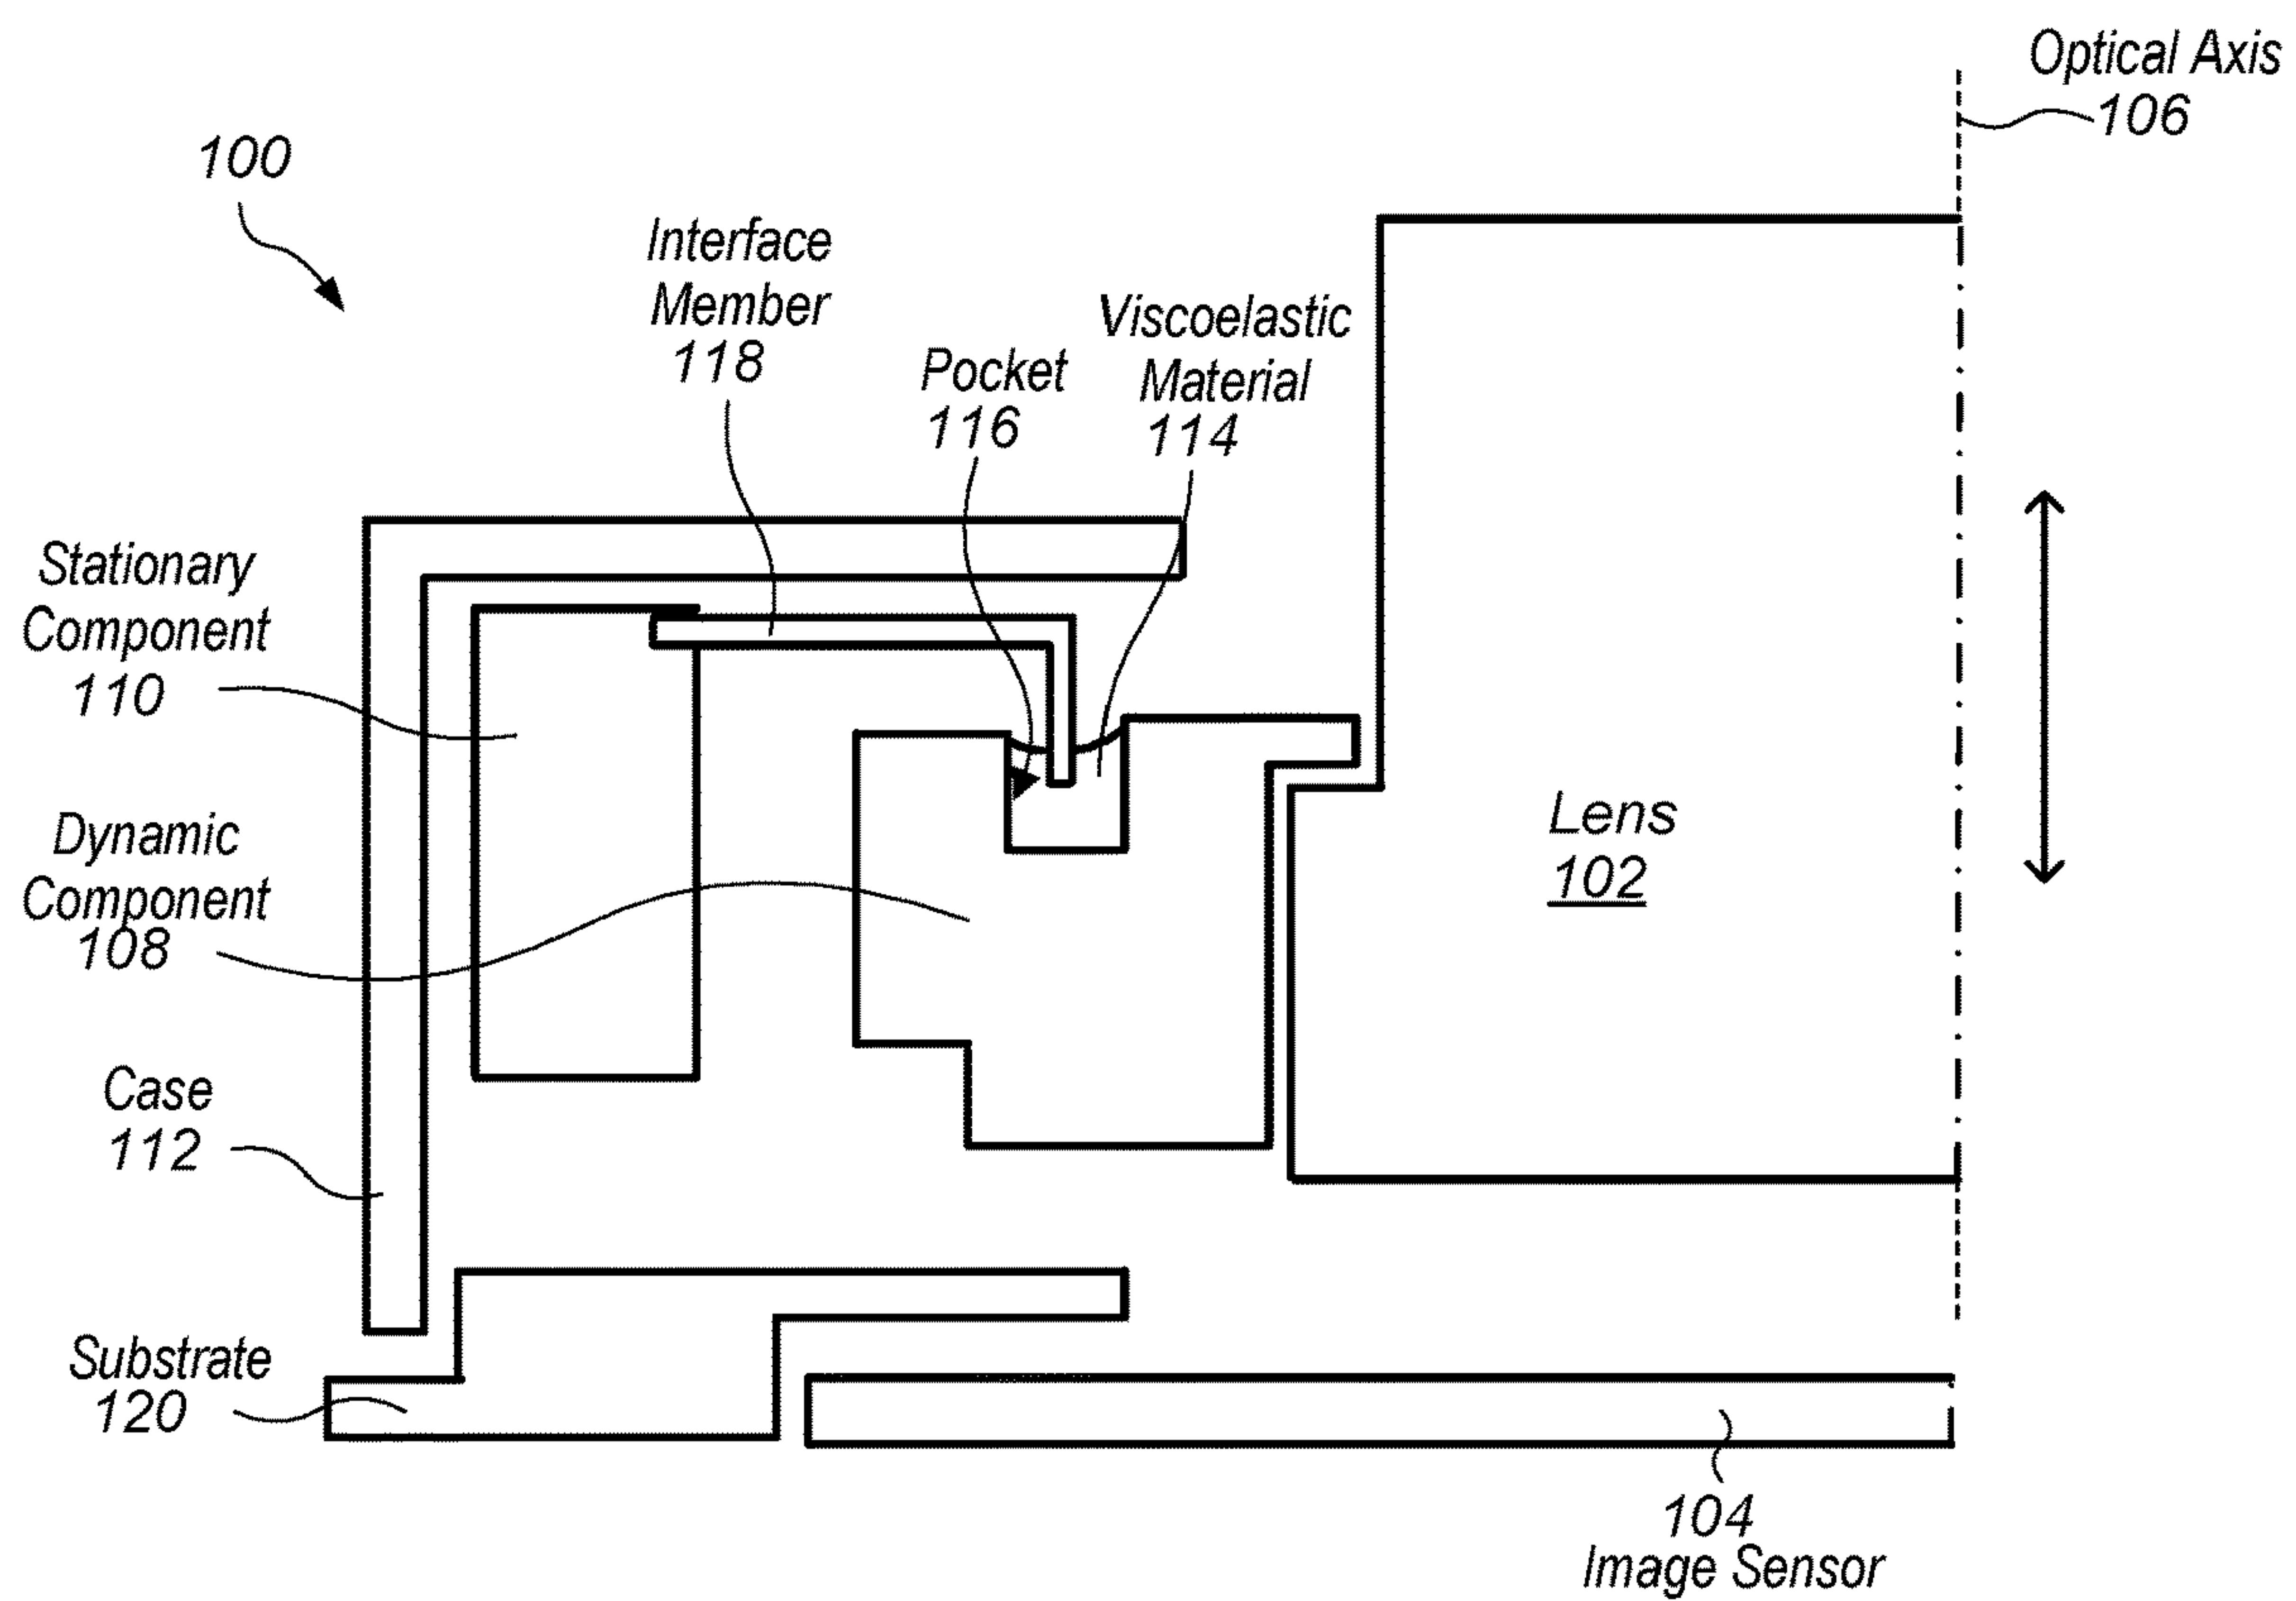 Optical Axis
106
100
Interface
Member
118
Viscoelastic
Material
114
Pocket
116
Stationary
Component
110
Dynamic
Component
108
Lens
102
Case
112
Substrate
120
104
Image Sensor